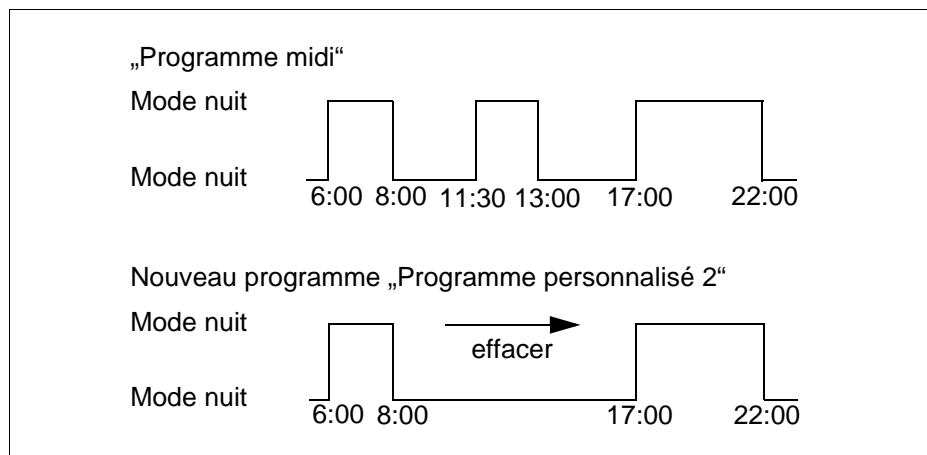 „Programme midi“
Mode nuit
Mode nuit
6:00 8:00 11:30 13:00 17:00 22:00
Nouveau programme „Programme personnalisé 2“
Mode nuit
effacer
Mode nuit
6:00 8:00 17:00 22:00